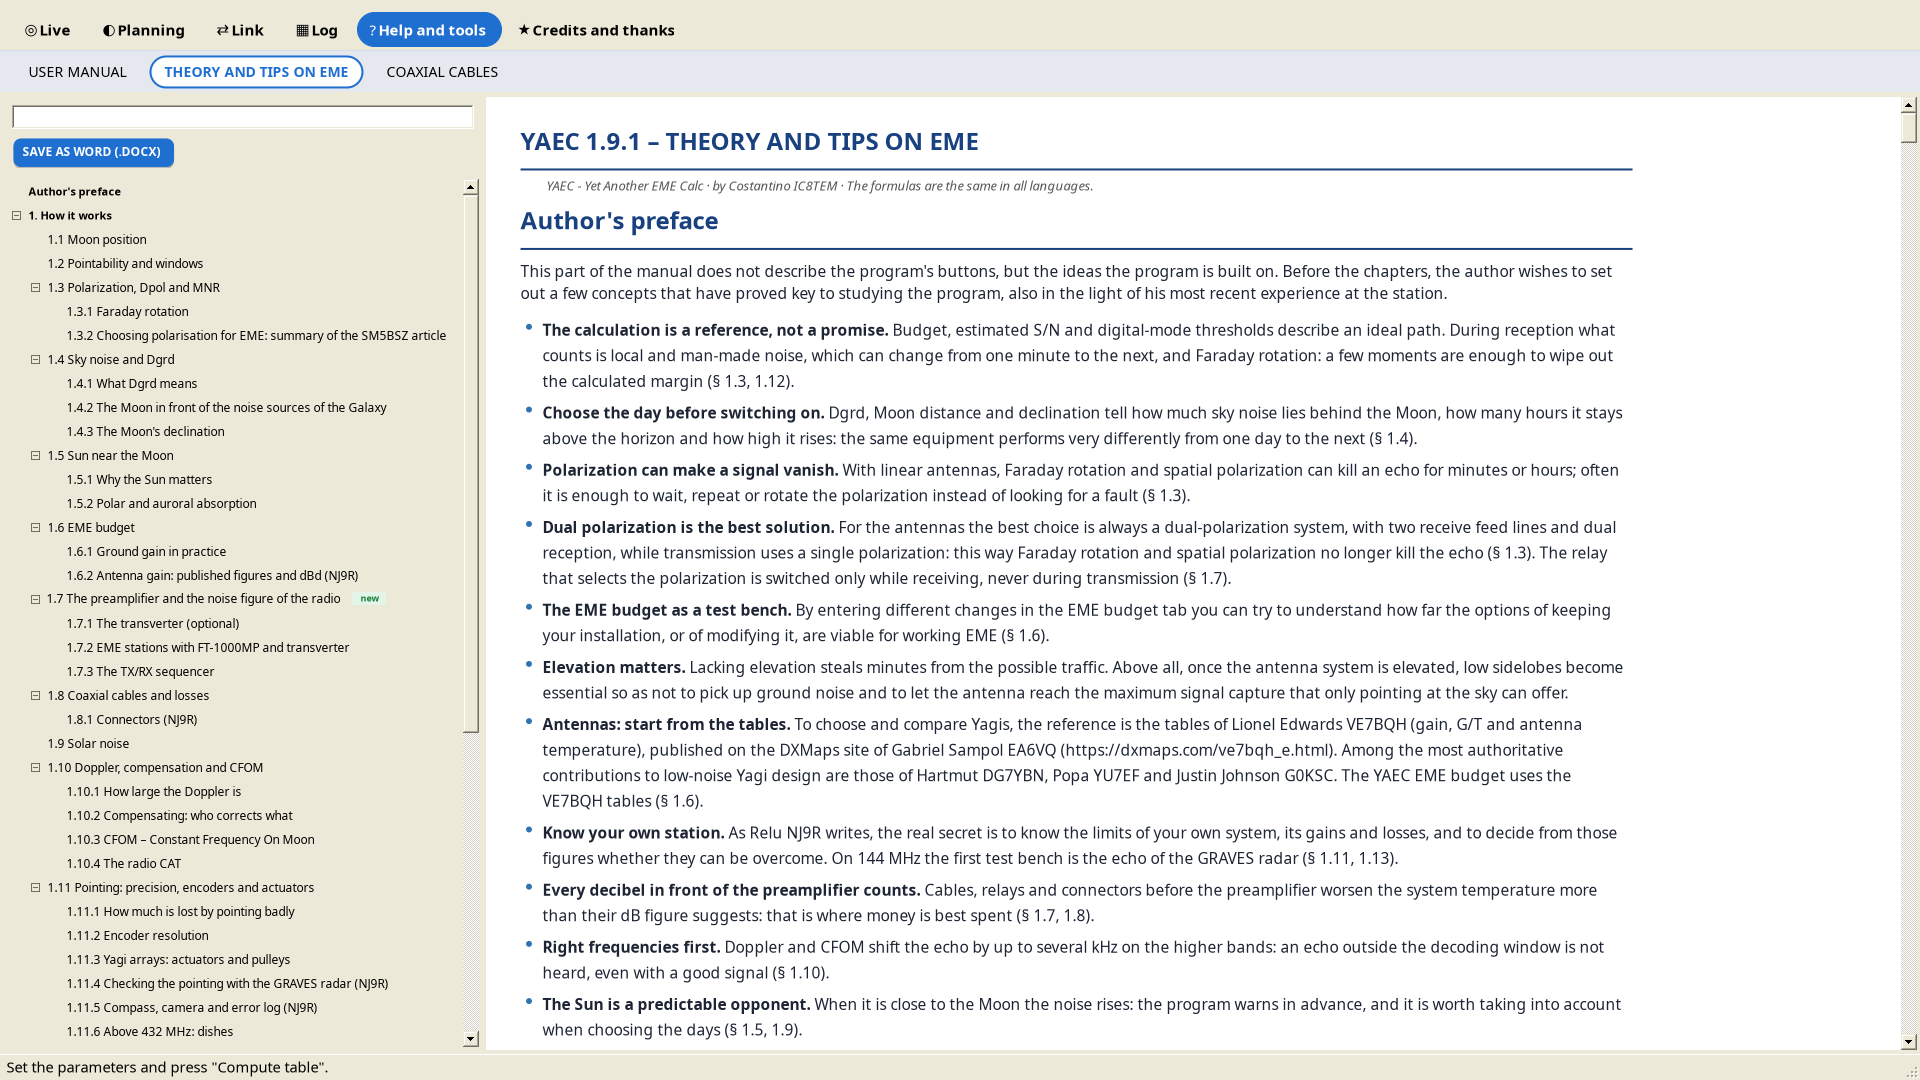 ◎ Live ◐ Planning ⇄ Link ▦ Log ? Help and tools ★ Credits and thanks
USER MANUAL THEORY AND TIPS ON EME COAXIAL CABLES
SAVE AS WORD (.DOCX)
Author's preface
1. How it works
1.1 Moon position
1.2 Pointability and windows
1.3 Polarization, Dpol and MNR
1.3.1 Faraday rotation
1.3.2 Choosing polarisation for EME: summary of the SM5BSZ article
1.4 Sky noise and Dgrd
1.4.1 What Dgrd means
1.4.2 The Moon in front of the noise sources of the Galaxy
1.4.3 The Moon's declination
1.5 Sun near the Moon
1.5.1 Why the Sun matters
1.5.2 Polar and auroral absorption
1.6 EME budget
1.6.1 Ground gain in practice
1.6.2 Antenna gain: published figures and dBd (NJ9R)
1.7 The preamplifier and the noise figure of the radio new
1.7.1 The transverter (optional)
1.7.2 EME stations with FT-1000MP and transverter
1.7.3 The TX/RX sequencer
1.8 Coaxial cables and losses
1.8.1 Connectors (NJ9R)
1.9 Solar noise
1.10 Doppler, compensation and CFOM
1.10.1 How large the Doppler is
1.10.2 Compensating: who corrects what
1.10.3 CFOM – Constant Frequency On Moon
1.10.4 The radio CAT
1.11 Pointing: precision, encoders and actuators
1.11.1 How much is lost by pointing badly
1.11.2 Encoder resolution
1.11.3 Yagi arrays: actuators and pulleys
1.11.4 Checking the pointing with the GRAVES radar (NJ9R)
1.11.5 Compass, camera and error log (NJ9R)
1.11.6 Above 432 MHz: dishes
YAEC 1.9.1 – THEORY AND TIPS ON EME
YAEC - Yet Another EME Calc · by Costantino IC8TEM · The formulas are the same in all languages.
Author's preface
This part of the manual does not describe the program's buttons, but the ideas the program is built on. Before the chapters, the author wishes to set
out a few concepts that have proved key to studying the program, also in the light of his most recent experience at the station.
• The calculation is a reference, not a promise. Budget, estimated S/N and digital-mode thresholds describe an ideal path. During reception what
counts is local and man-made noise, which can change from one minute to the next, and Faraday rotation: a few moments are enough to wipe out
the calculated margin (§ 1.3, 1.12).
• Choose the day before switching on. Dgrd, Moon distance and declination tell how much sky noise lies behind the Moon, how many hours it stays
above the horizon and how high it rises: the same equipment performs very differently from one day to the next (§ 1.4).
• Polarization can make a signal vanish. With linear antennas, Faraday rotation and spatial polarization can kill an echo for minutes or hours; often
it is enough to wait, repeat or rotate the polarization instead of looking for a fault (§ 1.3).
• Dual polarization is the best solution. For the antennas the best choice is always a dual-polarization system, with two receive feed lines and dual
reception, while transmission uses a single polarization: this way Faraday rotation and spatial polarization no longer kill the echo (§ 1.3). The relay
that selects the polarization is switched only while receiving, never during transmission (§ 1.7).
• The EME budget as a test bench. By entering different changes in the EME budget tab you can try to understand how far the options of keeping
your installation, or of modifying it, are viable for working EME (§ 1.6).
• Elevation matters. Lacking elevation steals minutes from the possible traffic. Above all, once the antenna system is elevated, low sidelobes become
essential so as not to pick up ground noise and to let the antenna reach the maximum signal capture that only pointing at the sky can offer.
• Antennas: start from the tables. To choose and compare Yagis, the reference is the tables of Lionel Edwards VE7BQH (gain, G/T and antenna
temperature), published on the DXMaps site of Gabriel Sampol EA6VQ (https://dxmaps.com/ve7bqh_e.html). Among the most authoritative
contributions to low-noise Yagi design are those of Hartmut DG7YBN, Popa YU7EF and Justin Johnson G0KSC. The YAEC EME budget uses the
VE7BQH tables (§ 1.6).
• Know your own station. As Relu NJ9R writes, the real secret is to know the limits of your own system, its gains and losses, and to decide from those
figures whether they can be overcome. On 144 MHz the first test bench is the echo of the GRAVES radar (§ 1.11, 1.13).
• Every decibel in front of the preamplifier counts. Cables, relays and connectors before the preamplifier worsen the system temperature more
than their dB figure suggests: that is where money is best spent (§ 1.7, 1.8).
• Right frequencies first. Doppler and CFOM shift the echo by up to several kHz on the higher bands: an echo outside the decoding window is not
heard, even with a good signal (§ 1.10).
• The Sun is a predictable opponent. When it is close to the Moon the noise rises: the program warns in advance, and it is worth taking into account
when choosing the days (§ 1.5, 1.9).
Set the parameters and press "Compute table".